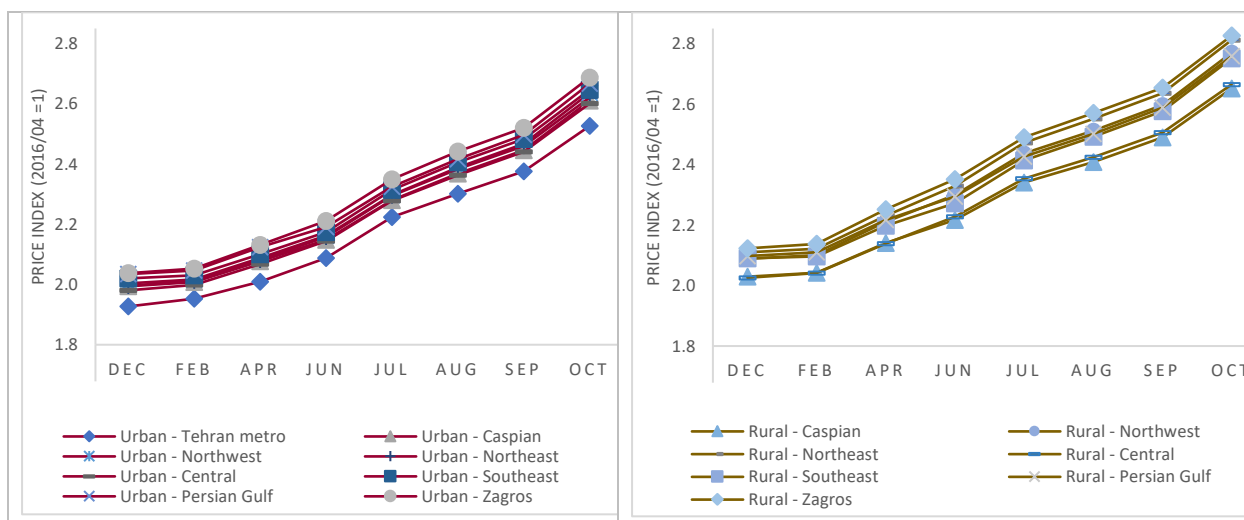 PRICE INDEX (2016/04 =1)
2.8
2.6
2.4
2.2
2.0
1.8
DEC FEB APR JUN JUL AUG SEP OCT
Urban - Tehran metro Urban - Caspian
Urban - Northwest Urban - Northeast
Urban - Central Urban - Southeast
Urban - Persian Gulf Urban - Zagros
PRICE INDEX (2016/04 =1)
2.8
2.6
2.4
2.2
2.0
1.8
DEC FEB APR JUN JUL AUG SEP OCT
Rural - Caspian Rural - Northwest
Rural - Northeast Rural - Central
Rural - Southeast Rural - Persian Gulf
Rural - Zagros